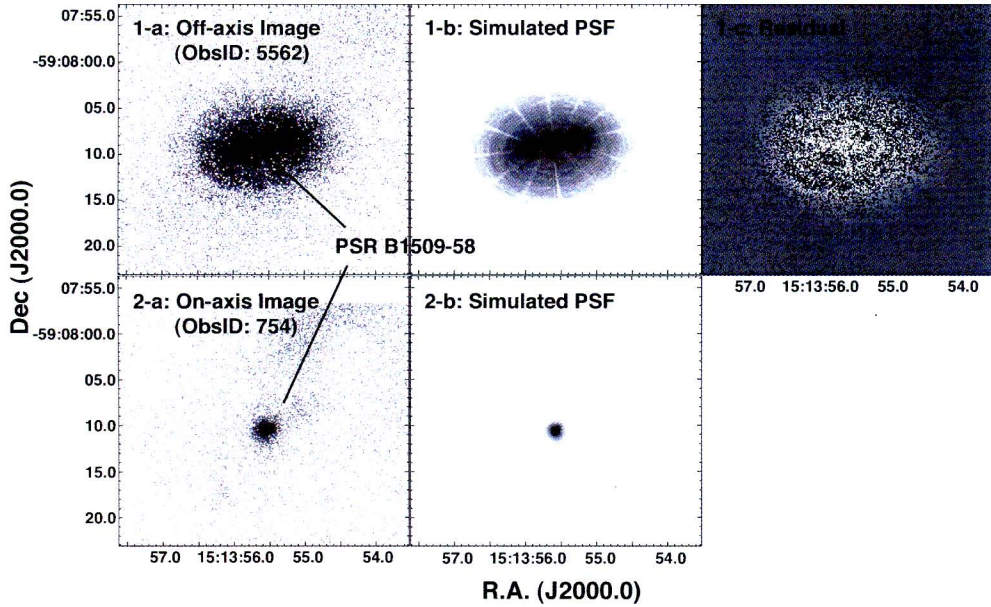 1-a: Off-axis Image
(ObsID: 5562)
1-b: Simulated PSF
1-c: Residual
07:55.0
-59:08:00.0
05.0
10.0
15.0
20.0
PSR B1509-58
57.0 15:13:56.0 55.0 54.0
2-a: On-axis Image
(ObsID: 754)
2-b: Simulated PSF
07:55.0
-59:08:00.0
05.0
10.0
15.0
20.0
57.0 15:13:56.0 55.0 54.0
57.0 15:13:56.0 55.0 54.0
Dec (J2000.0)
R.A. (J2000.0)